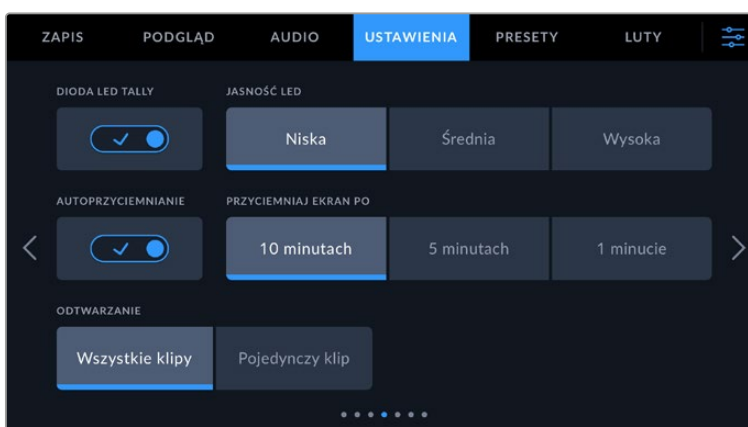 ZAPIS PODGLĄD AUDIO USTAWIENIA PRESETY LUTY
DIODA LED TALLY JASNOŚĆ LED
Niska Średnia Wysoka
AUTOPRZYCIEMNIANIE PRZYCIEMNIAJ EKRAN PO
10 minutach 5 minutach 1 minucie
ODTWARZANIE
Wszystkie klipy Pojedynczy klip